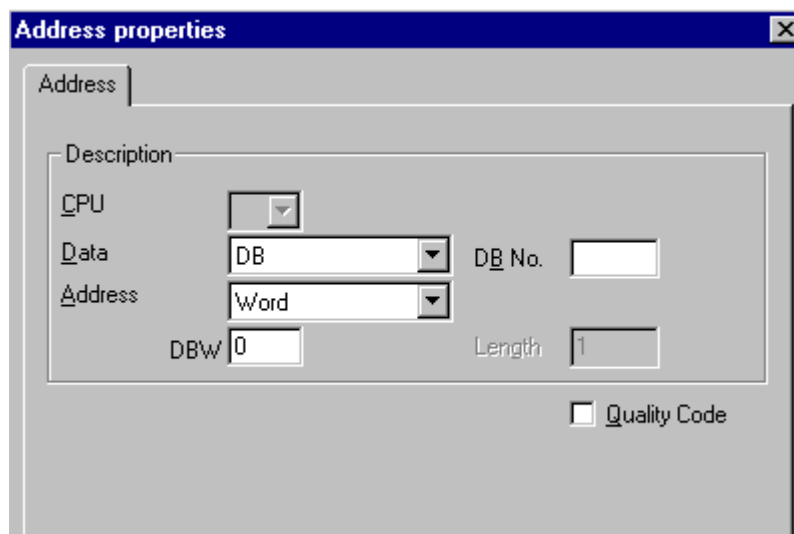 Address properties
Address
Description
CPU
Data DB DB No.
Address Word
DBW 0 Length 1
Quality Code